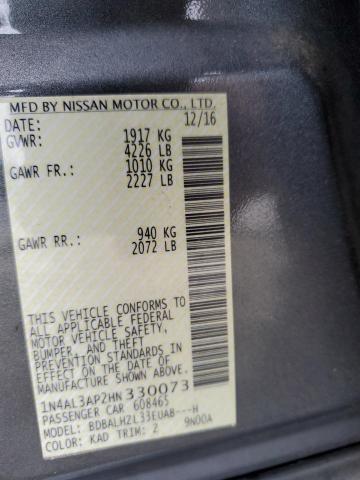 MFD BY NISSAN MOTOR CO., LTD.
DATE: 12/16
GVWR: 1917 KG
4226 LB
GAWR FR.: 1010 KG
2227 LB
GAWR RR.: 940 KG
2072 LB
THIS VEHICLE CONFORMS TO
ALL APPLICABLE FEDERAL
MOTOR VEHICLE SAFETY,
BUMPER, AND THEFT
PREVENTION STANDARDS IN
EFFECT ON THE DATE OF
MANUFACTURE SHOWN ABOVE.
1N4AL3AP2HN330073
PASSENGER CAR 608465
MODEL: BDBALHZL33EUAB---H
COLOR: KAD TRIM: 2 9N00A